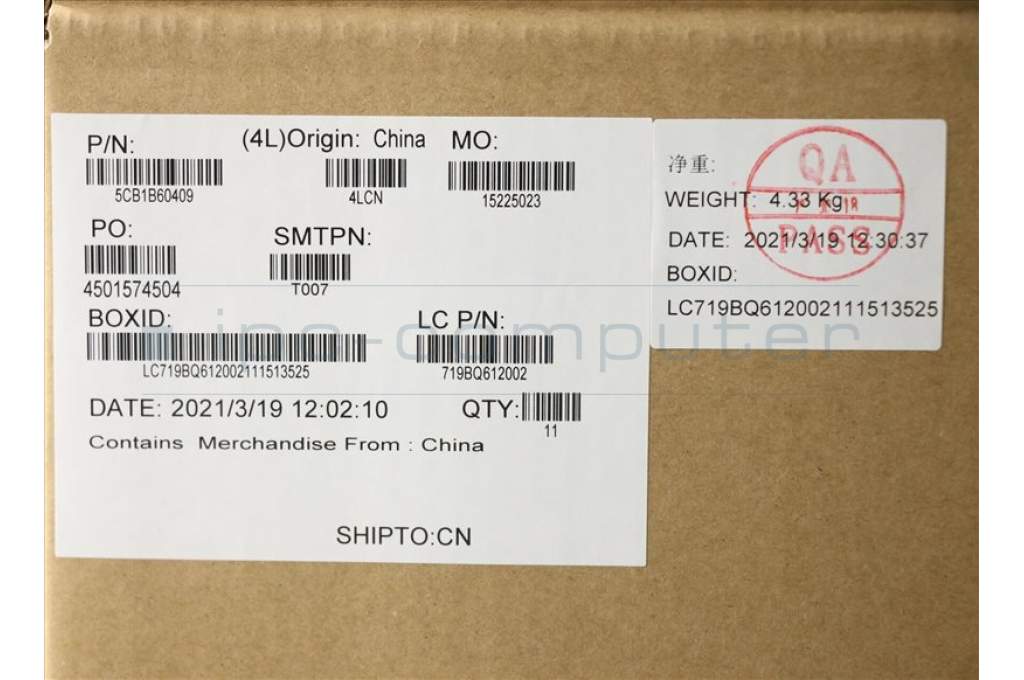 P/N: (4L)Origin: China MO:
5CB1B60409 4LCN 15225023
PO: SMTPN:
4501574504 T007
BOXID: LC P/N:
LC719BQ612002111513525 719BQ612002
DATE: 2021/3/19 12:02:10 QTY:
11
Contains Merchandise From : China
SHIPTO:CN
净重:
WEIGHT: 4.33 Kg
DATE: 2021/3/19 12:30:37
BOXID:
LC719BQ612002111513525
QA
PASS
ipc-computer